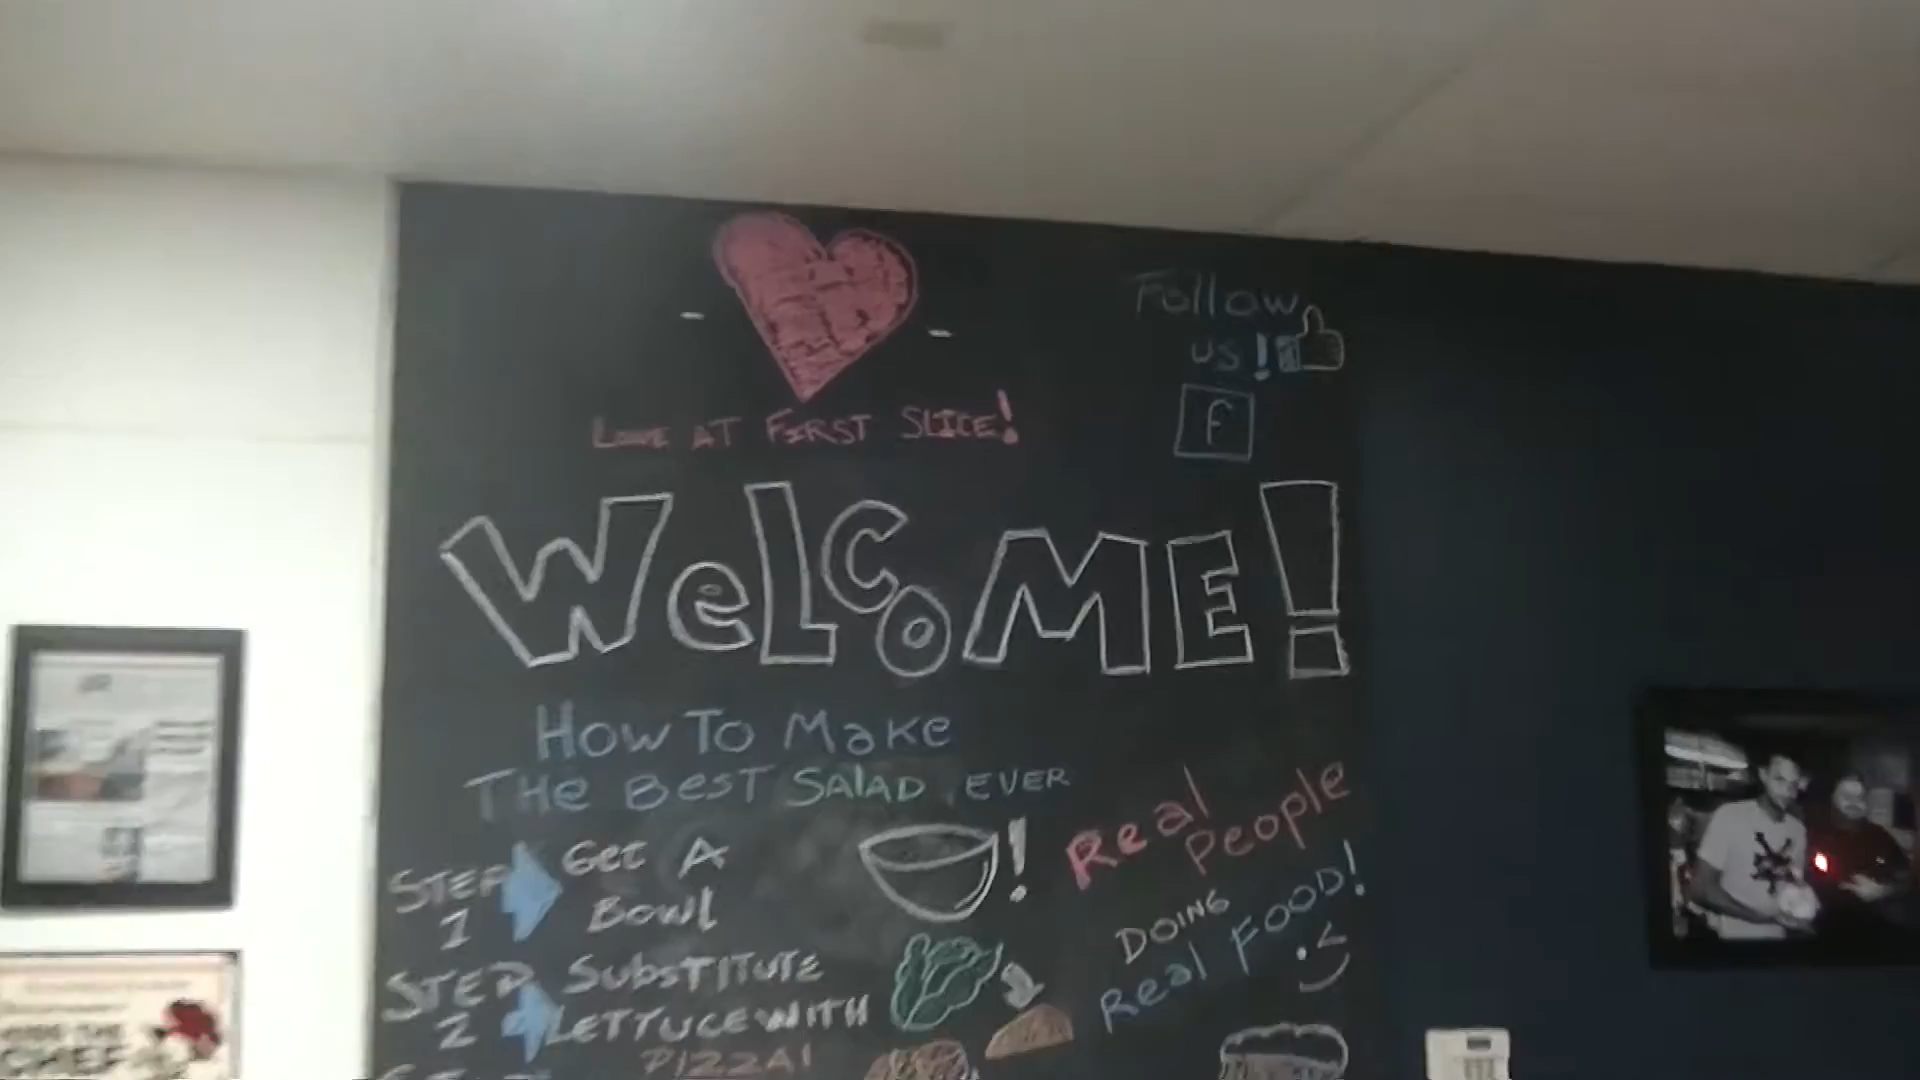 LOVE AT FIRST SLICE!
Follow
us!
f
WeLCoME!
How To Make
THe BesT SALAD EVER
STEP
1
Get A
Bowl
!
Real
People
DOING
Real FOOD!
STEP
2
SubSTITUTE
LETTUCE WITH
PIZZA!